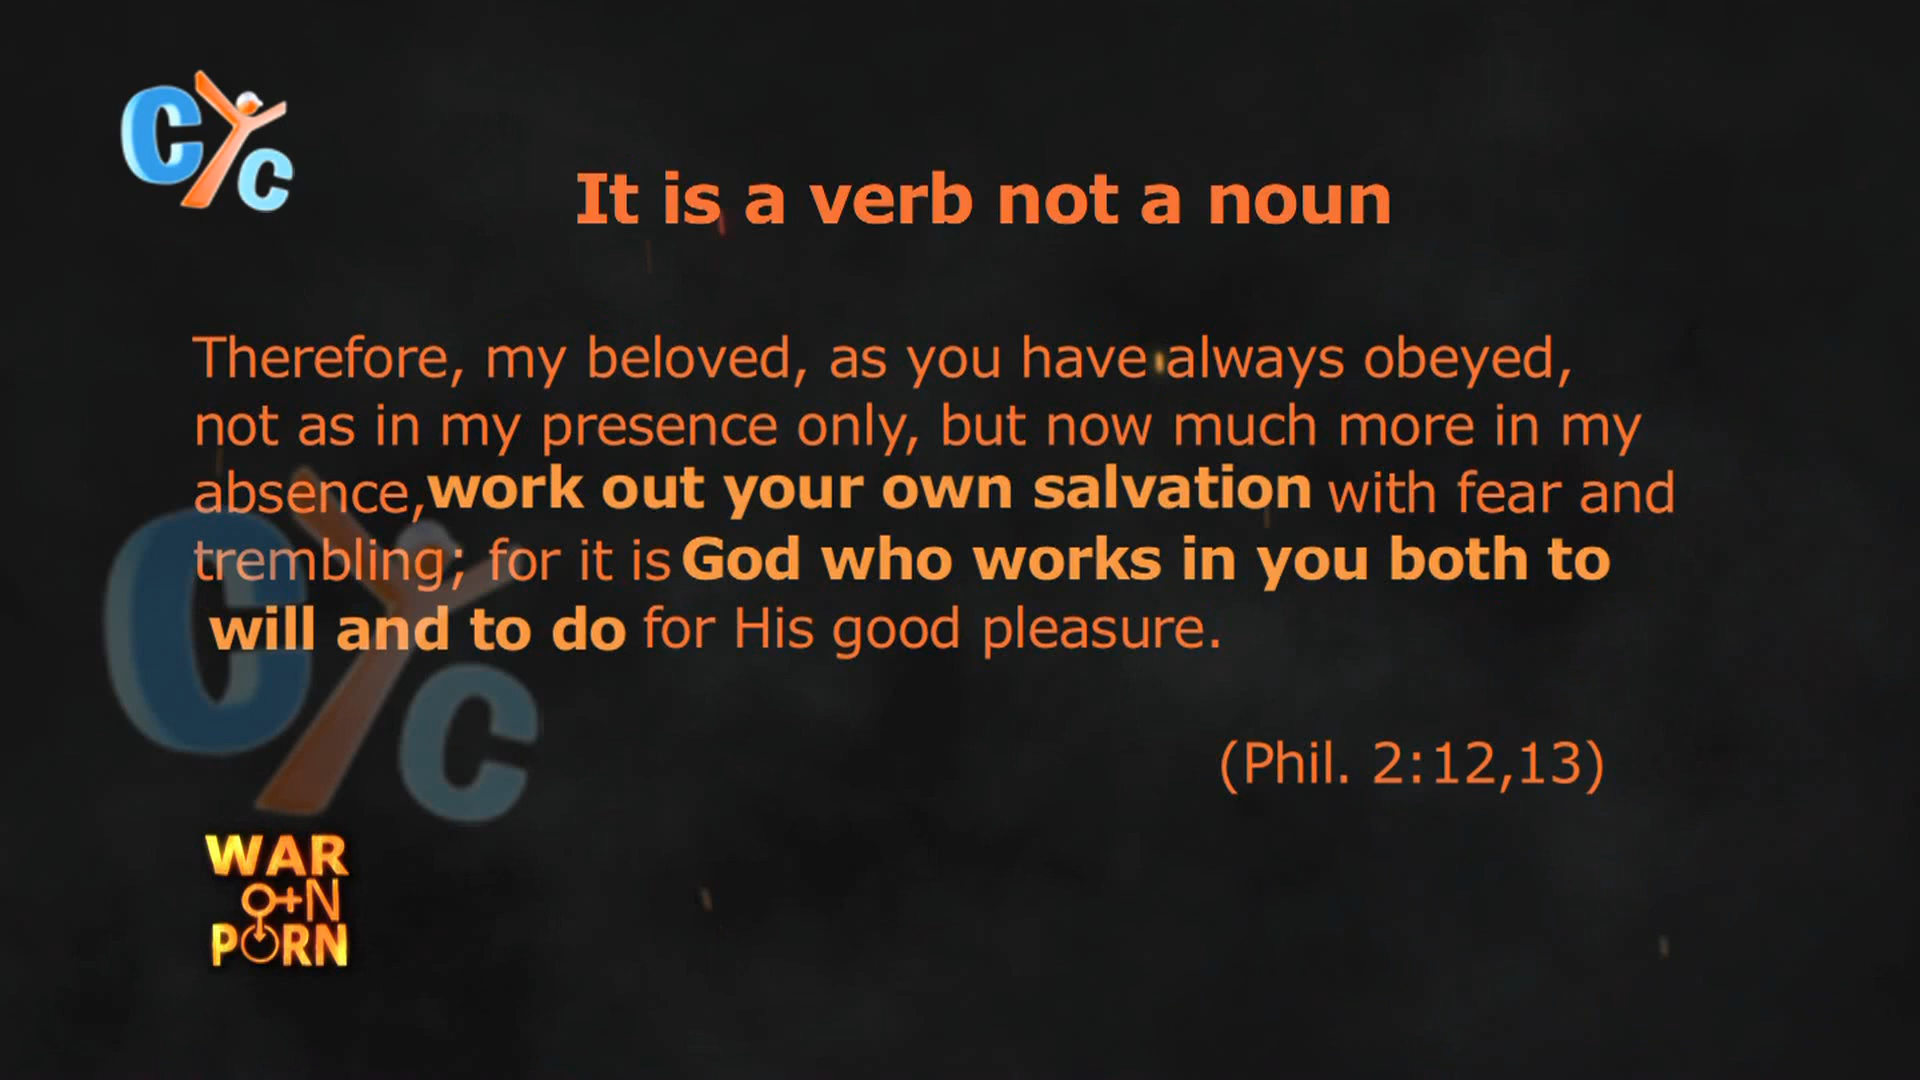 CYC
It is a verb not a noun
Therefore, my beloved, as you have always obeyed,
not as in my presence only, but now much more in my
absence, work out your own salvation with fear and
trembling; for it is God who works in you both to
will and to do for His good pleasure.
(Phil. 2:12,13)
CYC
WAR
ON
PORN